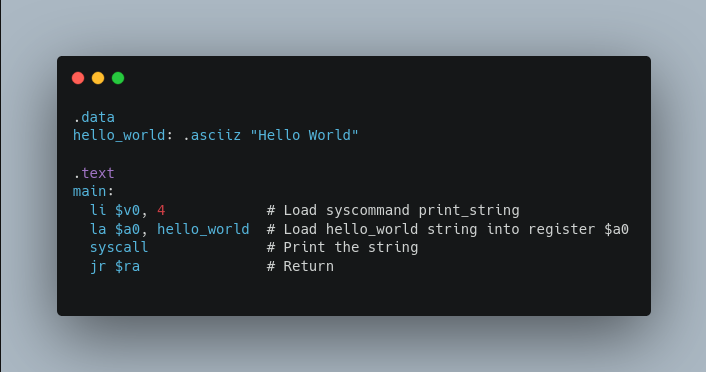 .data
hello_world: .asciiz "Hello World"
.text
main:
  li $v0, 4            # Load syscommand print_string
  la $a0, hello_world  # Load hello_world string into register $a0
  syscall              # Print the string
  jr $ra               # Return